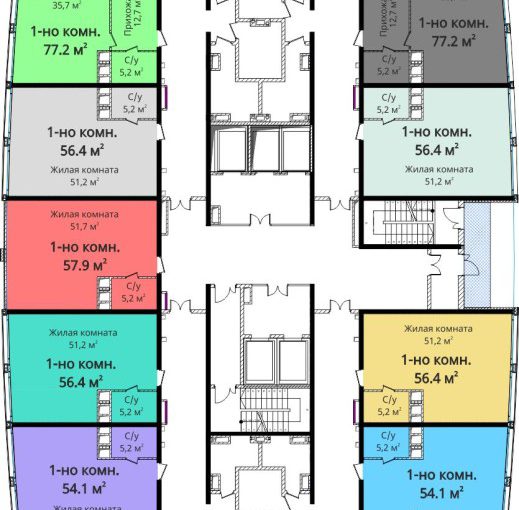 35,7 м²
Прихожая
12,7 м²
1-но комн.
77.2 м²
С/у
5,2 м²
Прихожая
12,7 м²
1-но комн.
77.2 м²
С/у
5,2 м²
С/у
5,2 м²
1-но комн.
56.4 м²
Жилая комната
51,2 м²
С/у
5,2 м²
1-но комн.
56.4 м²
Жилая комната
51,2 м²
Жилая комната
51,7 м²
1-но комн.
57.9 м²
С/у
5,2 м²
Жилая комната
51,2 м²
1-но комн.
56.4 м²
С/у
5,2 м²
Жилая комната
51,2 м²
1-но комн.
56.4 м²
С/у
5,2 м²
С/у
5,2 м²
1-но комн.
54.1 м²
Жилая комната
С/у
5,2 м²
1-но комн.
54.1 м²
Жилая комната